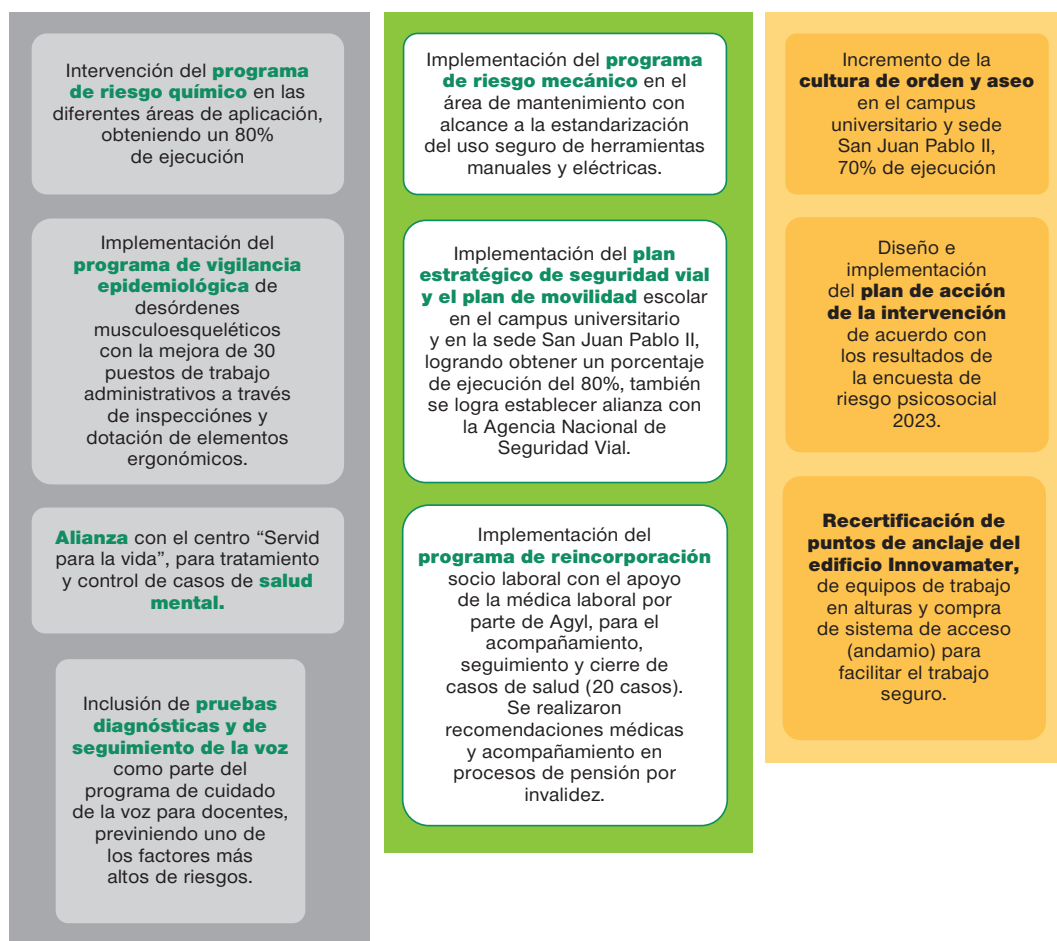 Intervención del programa
de riesgo químico en las
diferentes áreas de aplicación,
obteniendo un 80%
de ejecución
Implementación del
programa de vigilancia
epidemiológica de
desórdenes
musculoesqueléticos
con la mejora de 30
puestos de trabajo
administrativos a través
de inspecciónes y
dotación de elementos
ergonómicos.
Alianza con el centro “Servid
para la vida”, para tratamiento
y control de casos de salud
mental.
Inclusión de pruebas
diagnósticas y de
seguimiento de la voz
como parte del
programa de cuidado
de la voz para docentes,
previniendo uno de
los factores más
altos de riesgos.
Implementación del programa
de riesgo mecánico en el
área de mantenimiento con
alcance a la estandarización
del uso seguro de herramientas
manuales y eléctricas.
Implementación del plan
estratégico de seguridad vial
y el plan de movilidad escolar
en el campus universitario
y en la sede San Juan Pablo II,
logrando obtener un porcentaje
de ejecución del 80%, también
se logra establecer alianza con
la Agencia Nacional de
Seguridad Vial.
Implementación del
programa de reincorporación
socio laboral con el apoyo
de la médica laboral por
parte de Agyl, para el
acompañamiento,
seguimiento y cierre de
casos de salud (20 casos).
Se realizaron
recomendaciones médicas
y acompañamiento en
procesos de pensión por
invalidez.
Incremento de la
cultura de orden y aseo
en el campus
universitario y sede
San Juan Pablo II,
70% de ejecución
Diseño e
implementación
del plan de acción
de la intervención
de acuerdo con
los resultados de
la encuesta de
riesgo psicosocial
2023.
Recertificación de
puntos de anclaje del
edificio Innovamater,
de equipos de trabajo
en alturas y compra
de sistema de acceso
(andamio) para
facilitar el trabajo
seguro.